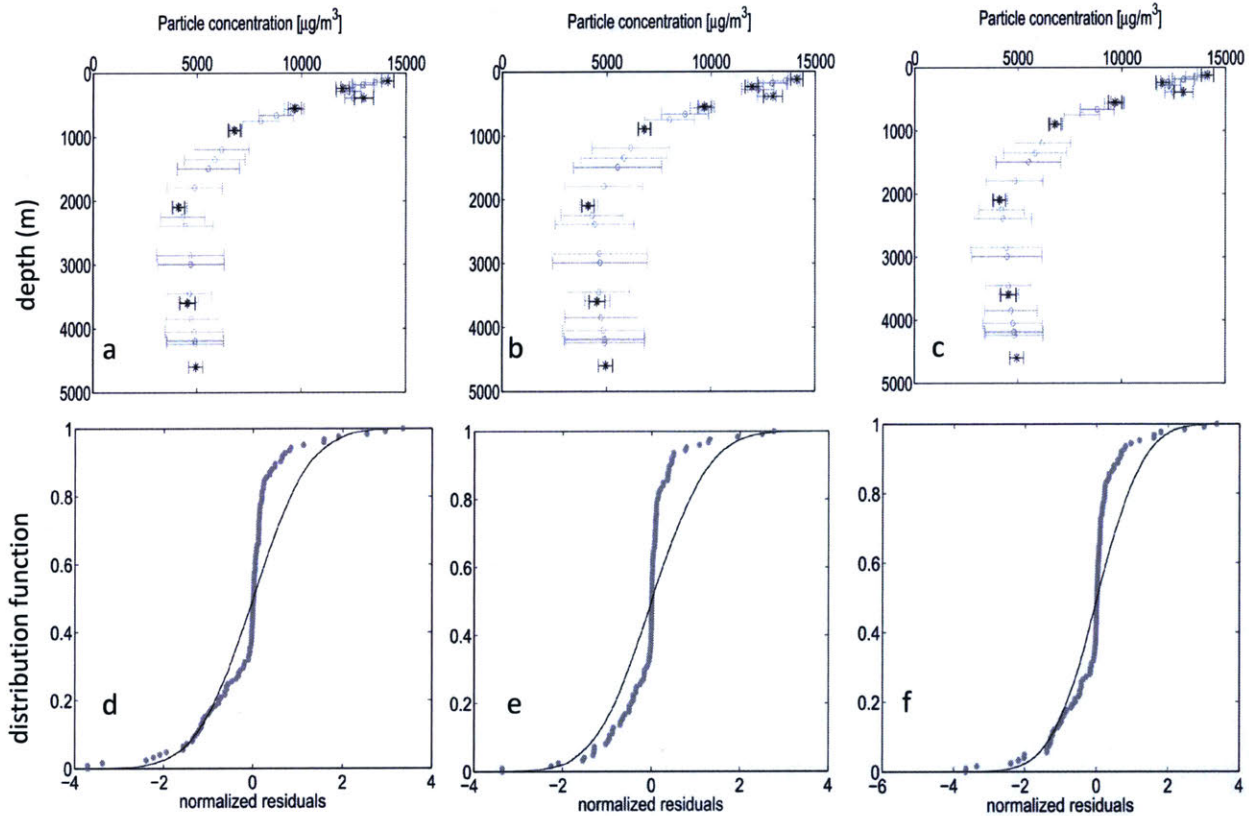 Particle concentration [µg/m³]
Particle concentration [µg/m³]
Particle concentration [µg/m³]
0 5000 10000 15000
0 5000 10000 15000
0 5000 10000 15000
depth (m)
0 1000 2000 3000 4000 5000
0 1000 2000 3000 4000 5000
0 1000 2000 3000 4000 5000
a
b
c
distribution function
1 0.8 0.6 0.4 0.2 0
1 0.8 0.6 0.4 0.2 0
1 0.8 0.6 0.4 0.2 0
d
e
f
−4 −2 0 2 4
−4 −2 0 2 4
−6 −4 −2 0 2 4
normalized residuals
normalized residuals
normalized residuals